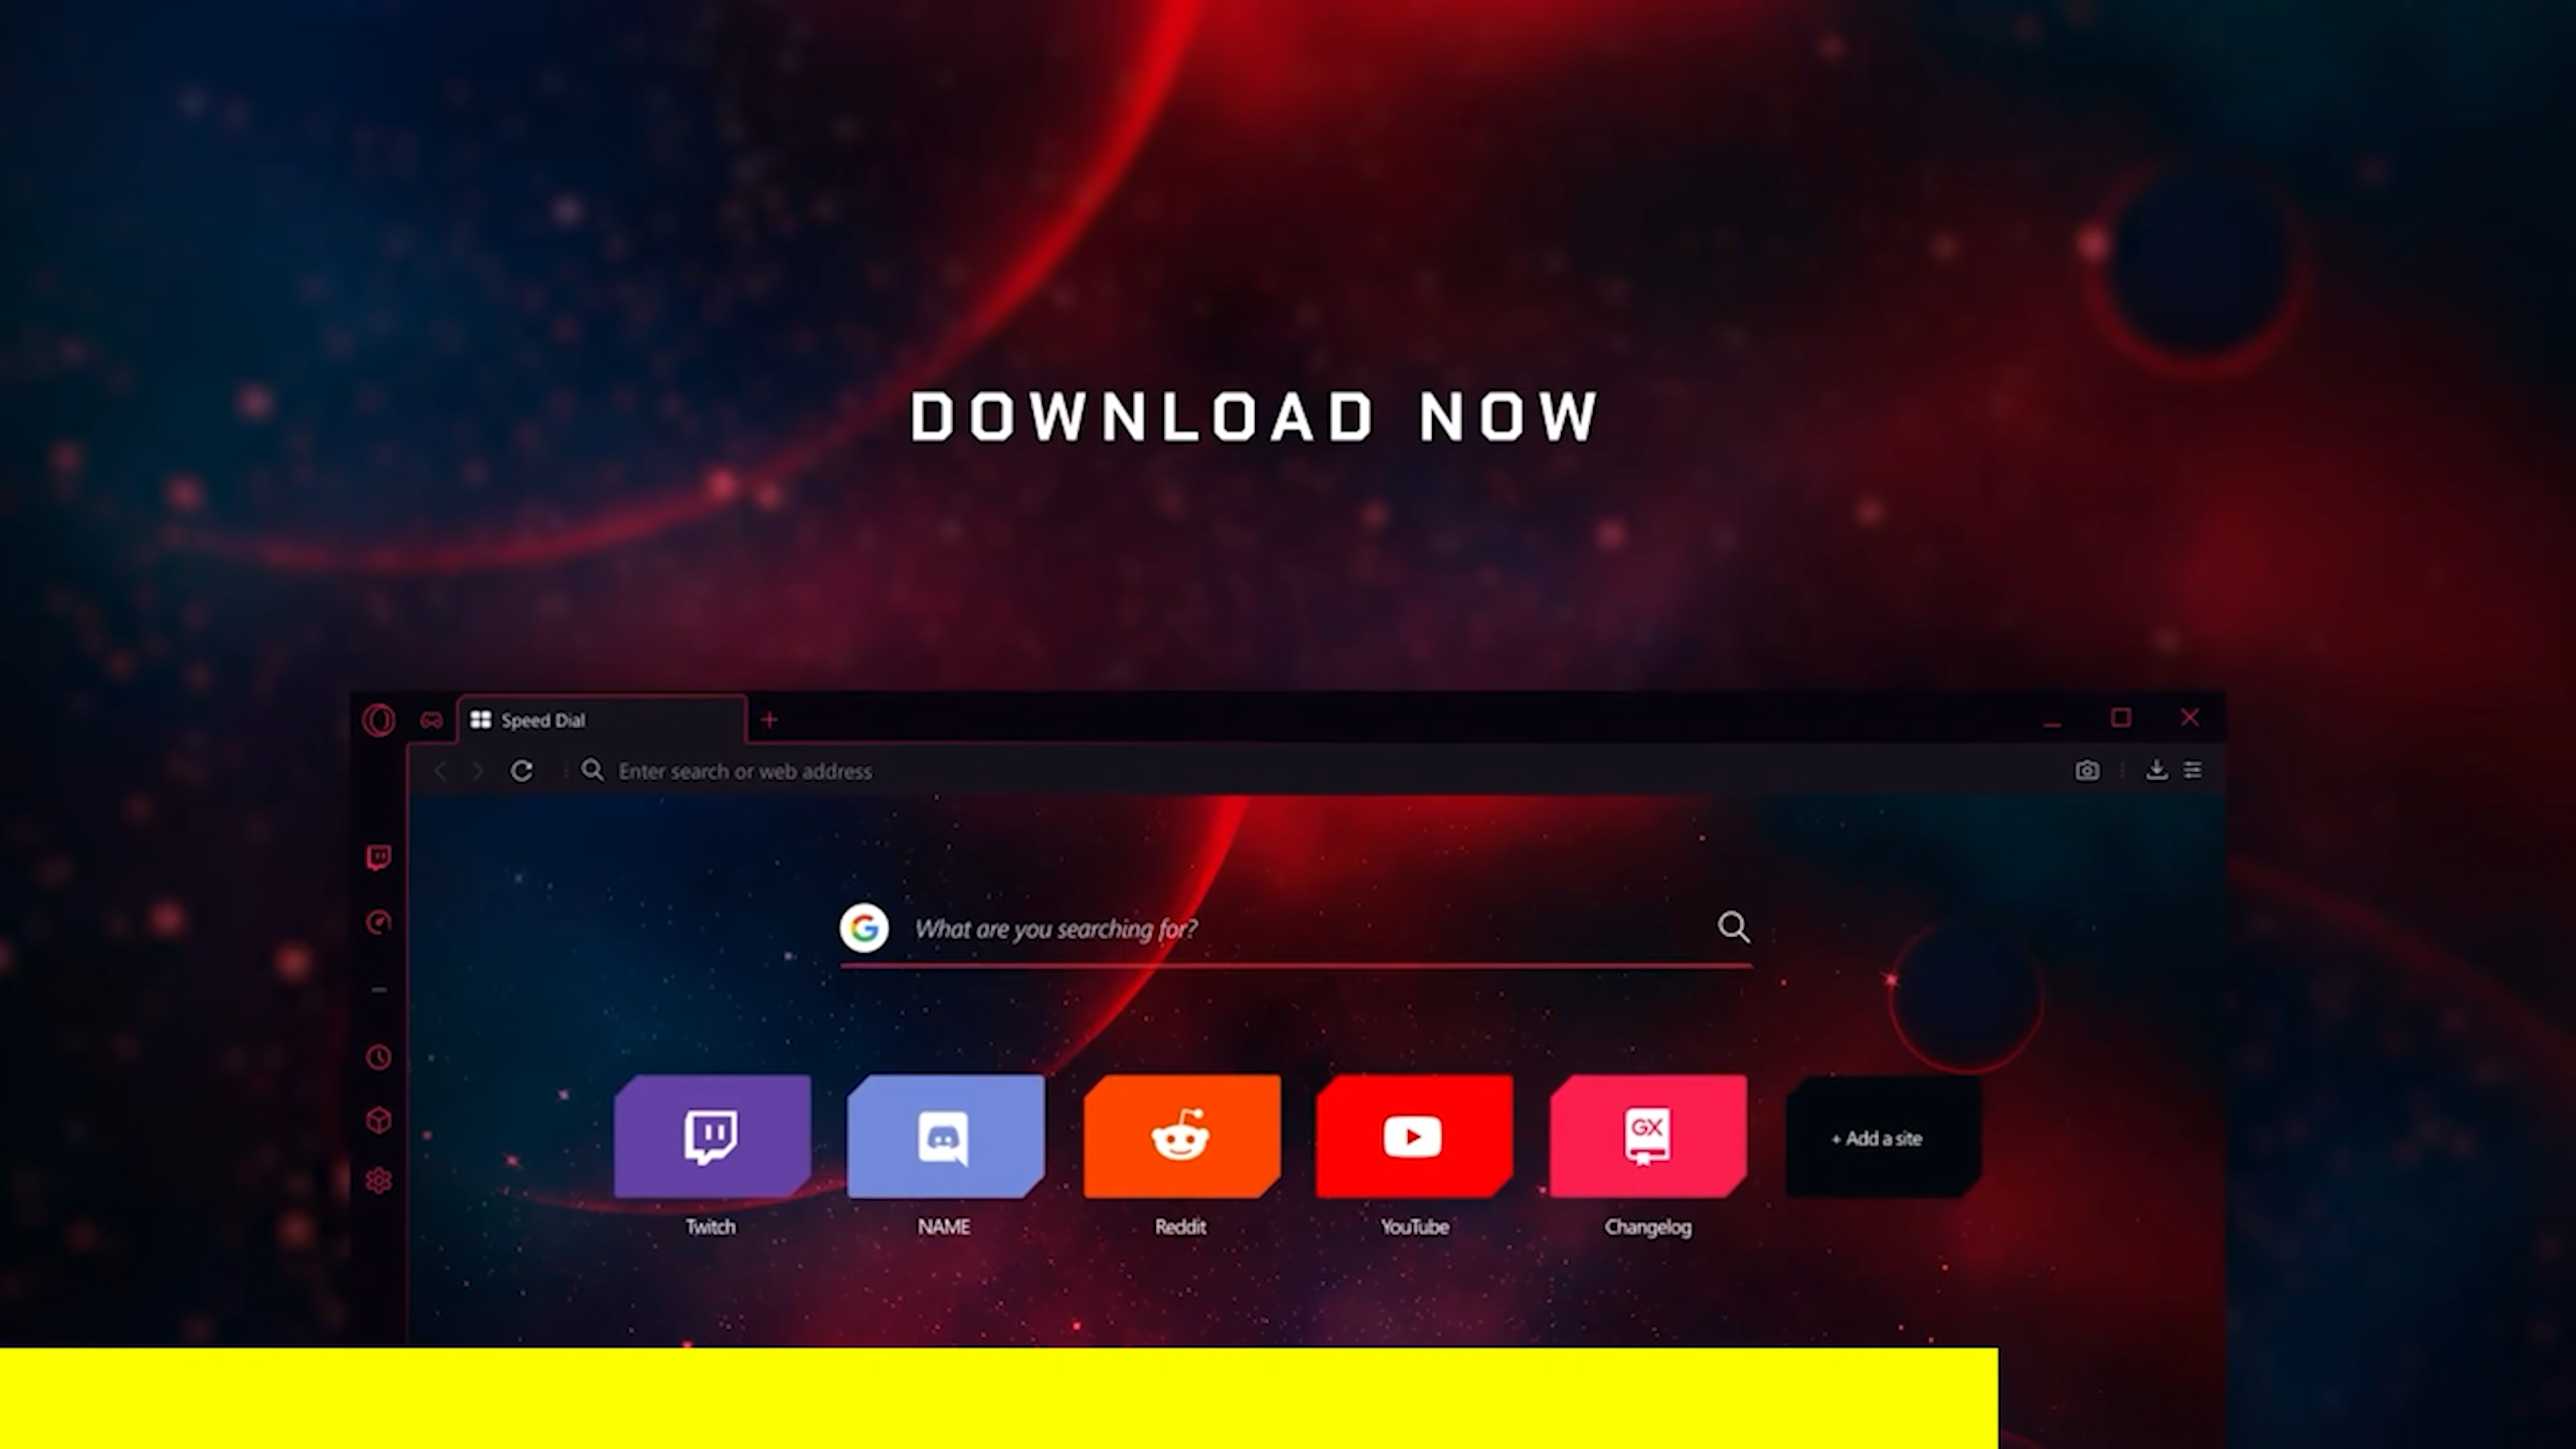 DOWNLOAD NOW
Speed Dial
Enter search or web address
What are you searching for?
GX
+ Add a site
Twitch
NAME
Reddit
YouTube
Changelog